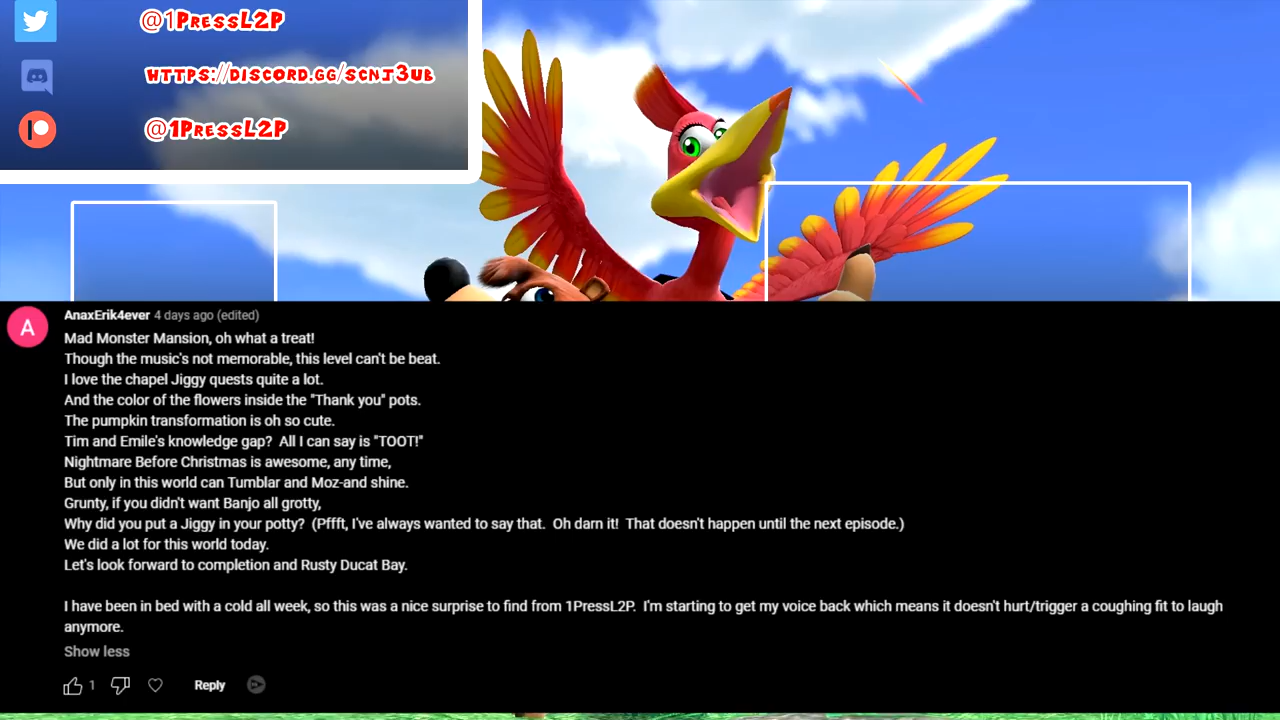 @1PressL2P
https://discord.gg/scnj3ub
@1PressL2P
A
AnaxErik4ever 4 days ago (edited)
Mad Monster Mansion, oh what a treat!
Though the music's not memorable, this level can't be beat.
I love the chapel Jiggy quests quite a lot.
And the color of the flowers inside the "Thank you" pots.
The pumpkin transformation is oh so cute.
Tim and Emile's knowledge gap?  All I can say is "TOOT!"
Nightmare Before Christmas is awesome, any time,
But only in this world can Tumblar and Moz-and shine.
Grunty, if you didn't want Banjo all grotty,
Why did you put a Jiggy in your potty?  (Pffft, I've always wanted to say that.  Oh darn it!  That doesn't happen until the next episode.)
We did a lot for this world today.
Let's look forward to completion and Rusty Ducat Bay.
I have been in bed with a cold all week, so this was a nice surprise to find from 1PressL2P.  I'm starting to get my voice back which means it doesn't hurt/trigger a coughing fit to laugh
anymore.
Show less
1 Reply